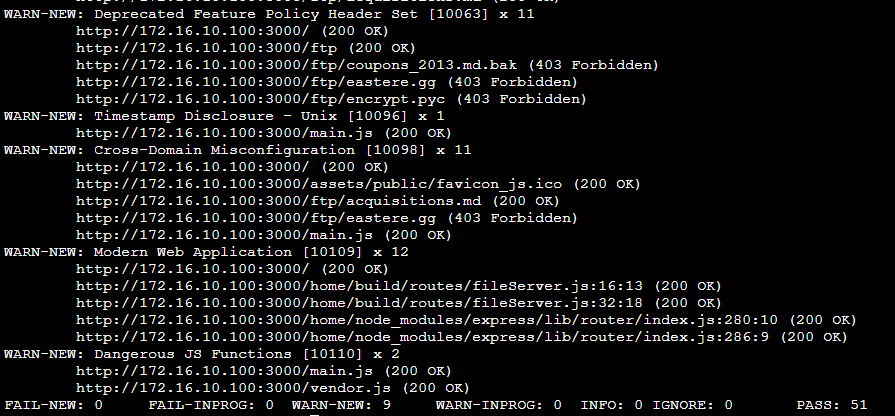 WARN-NEW: Deprecated Feature Policy Header Set [10063] x 11
http://172.16.10.100:3000/ (200 OK)
http://172.16.10.100:3000/ftp (200 OK)
http://172.16.10.100:3000/ftp/coupons_2013.md.bak (403 Forbidden)
http://172.16.10.100:3000/ftp/eastere.gg (403 Forbidden)
http://172.16.10.100:3000/ftp/encrypt.pyc (403 Forbidden)
WARN-NEW: Timestamp Disclosure - Unix [10096] x 1
http://172.16.10.100:3000/main.js (200 OK)
WARN-NEW: Cross-Domain Misconfiguration [10098] x 11
http://172.16.10.100:3000/ (200 OK)
http://172.16.10.100:3000/assets/public/favicon_js.ico (200 OK)
http://172.16.10.100:3000/ftp/acquisitions.md (200 OK)
http://172.16.10.100:3000/ftp/eastere.gg (403 Forbidden)
http://172.16.10.100:3000/main.js (200 OK)
WARN-NEW: Modern Web Application [10109] x 12
http://172.16.10.100:3000/ (200 OK)
http://172.16.10.100:3000/home/build/routes/fileServer.js:16:13 (200 OK)
http://172.16.10.100:3000/home/build/routes/fileServer.js:32:18 (200 OK)
http://172.16.10.100:3000/home/node_modules/express/lib/router/index.js:280:10 (200 OK)
http://172.16.10.100:3000/home/node_modules/express/lib/router/index.js:286:9 (200 OK)
WARN-NEW: Dangerous JS Functions [10110] x 2
http://172.16.10.100:3000/main.js (200 OK)
http://172.16.10.100:3000/vendor.js (200 OK)
FAIL-NEW: 0 FAIL-INPROG: 0 WARN-NEW: 9 WARN-INPROG: 0 INFO: 0 IGNORE: 0 PASS: 51